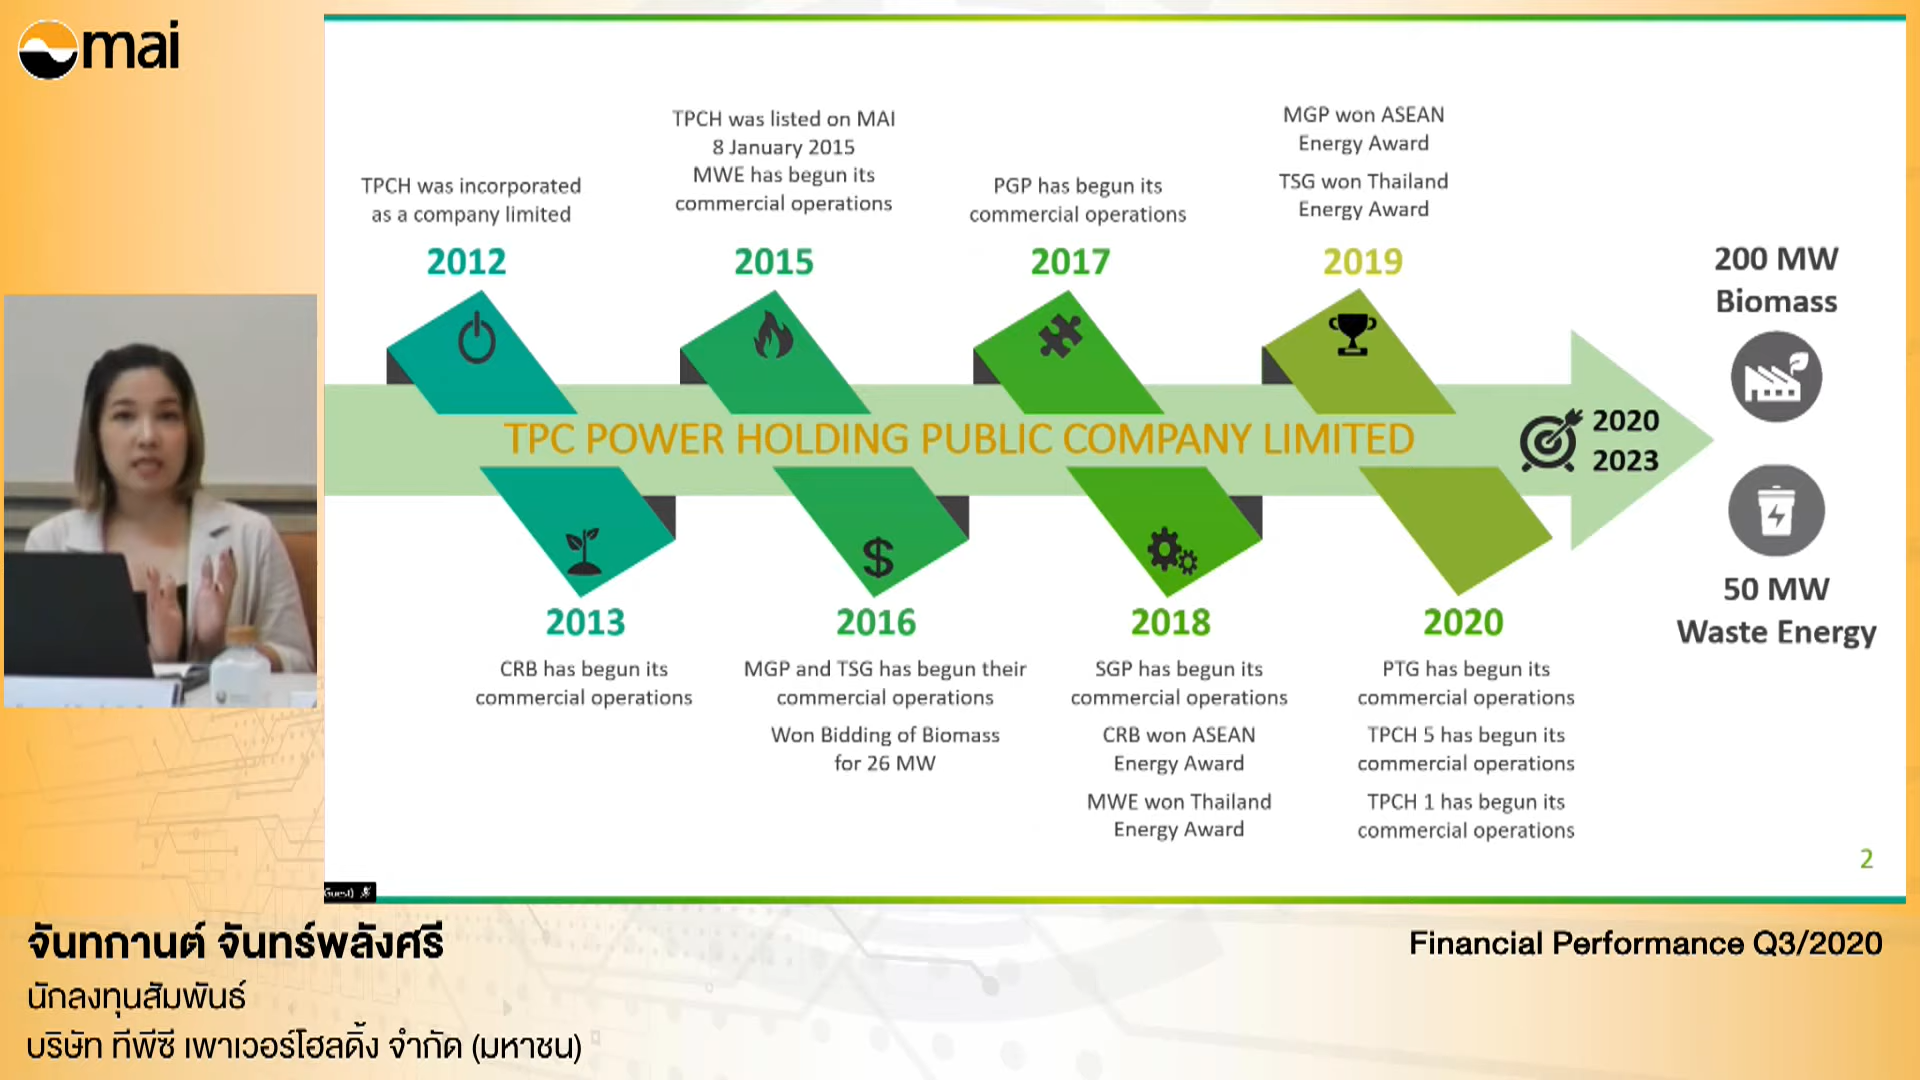 mai
TPCH was incorporated
as a company limited
2012
TPCH was listed on MAI
8 January 2015
MWE has begun its
commercial operations
2015
PGP has begun its
commercial operations
2017
MGP won ASEAN
Energy Award
TSG won Thailand
Energy Award
2019
200 MW
Biomass
TPC POWER HOLDING PUBLIC COMPANY LIMITED
2020
2023
50 MW
Waste Energy
2013
CRB has begun its
commercial operations
2016
MGP and TSG has begun their
commercial operations
Won Bidding of Biomass
for 26 MW
2018
SGP has begun its
commercial operations
CRB won ASEAN
Energy Award
MWE won Thailand
Energy Award
2020
PTG has begun its
commercial operations
TPCH 5 has begun its
commercial operations
TPCH 1 has begun its
commercial operations
2
Guest)
จันทกานต์ จันทร์พลังศรี
นักลงทุนสัมพันธ์
บริษัท ทีพีซี เพาเวอร์โฮลดิ้ง จำกัด (มหาชน)
Financial Performance Q3/2020